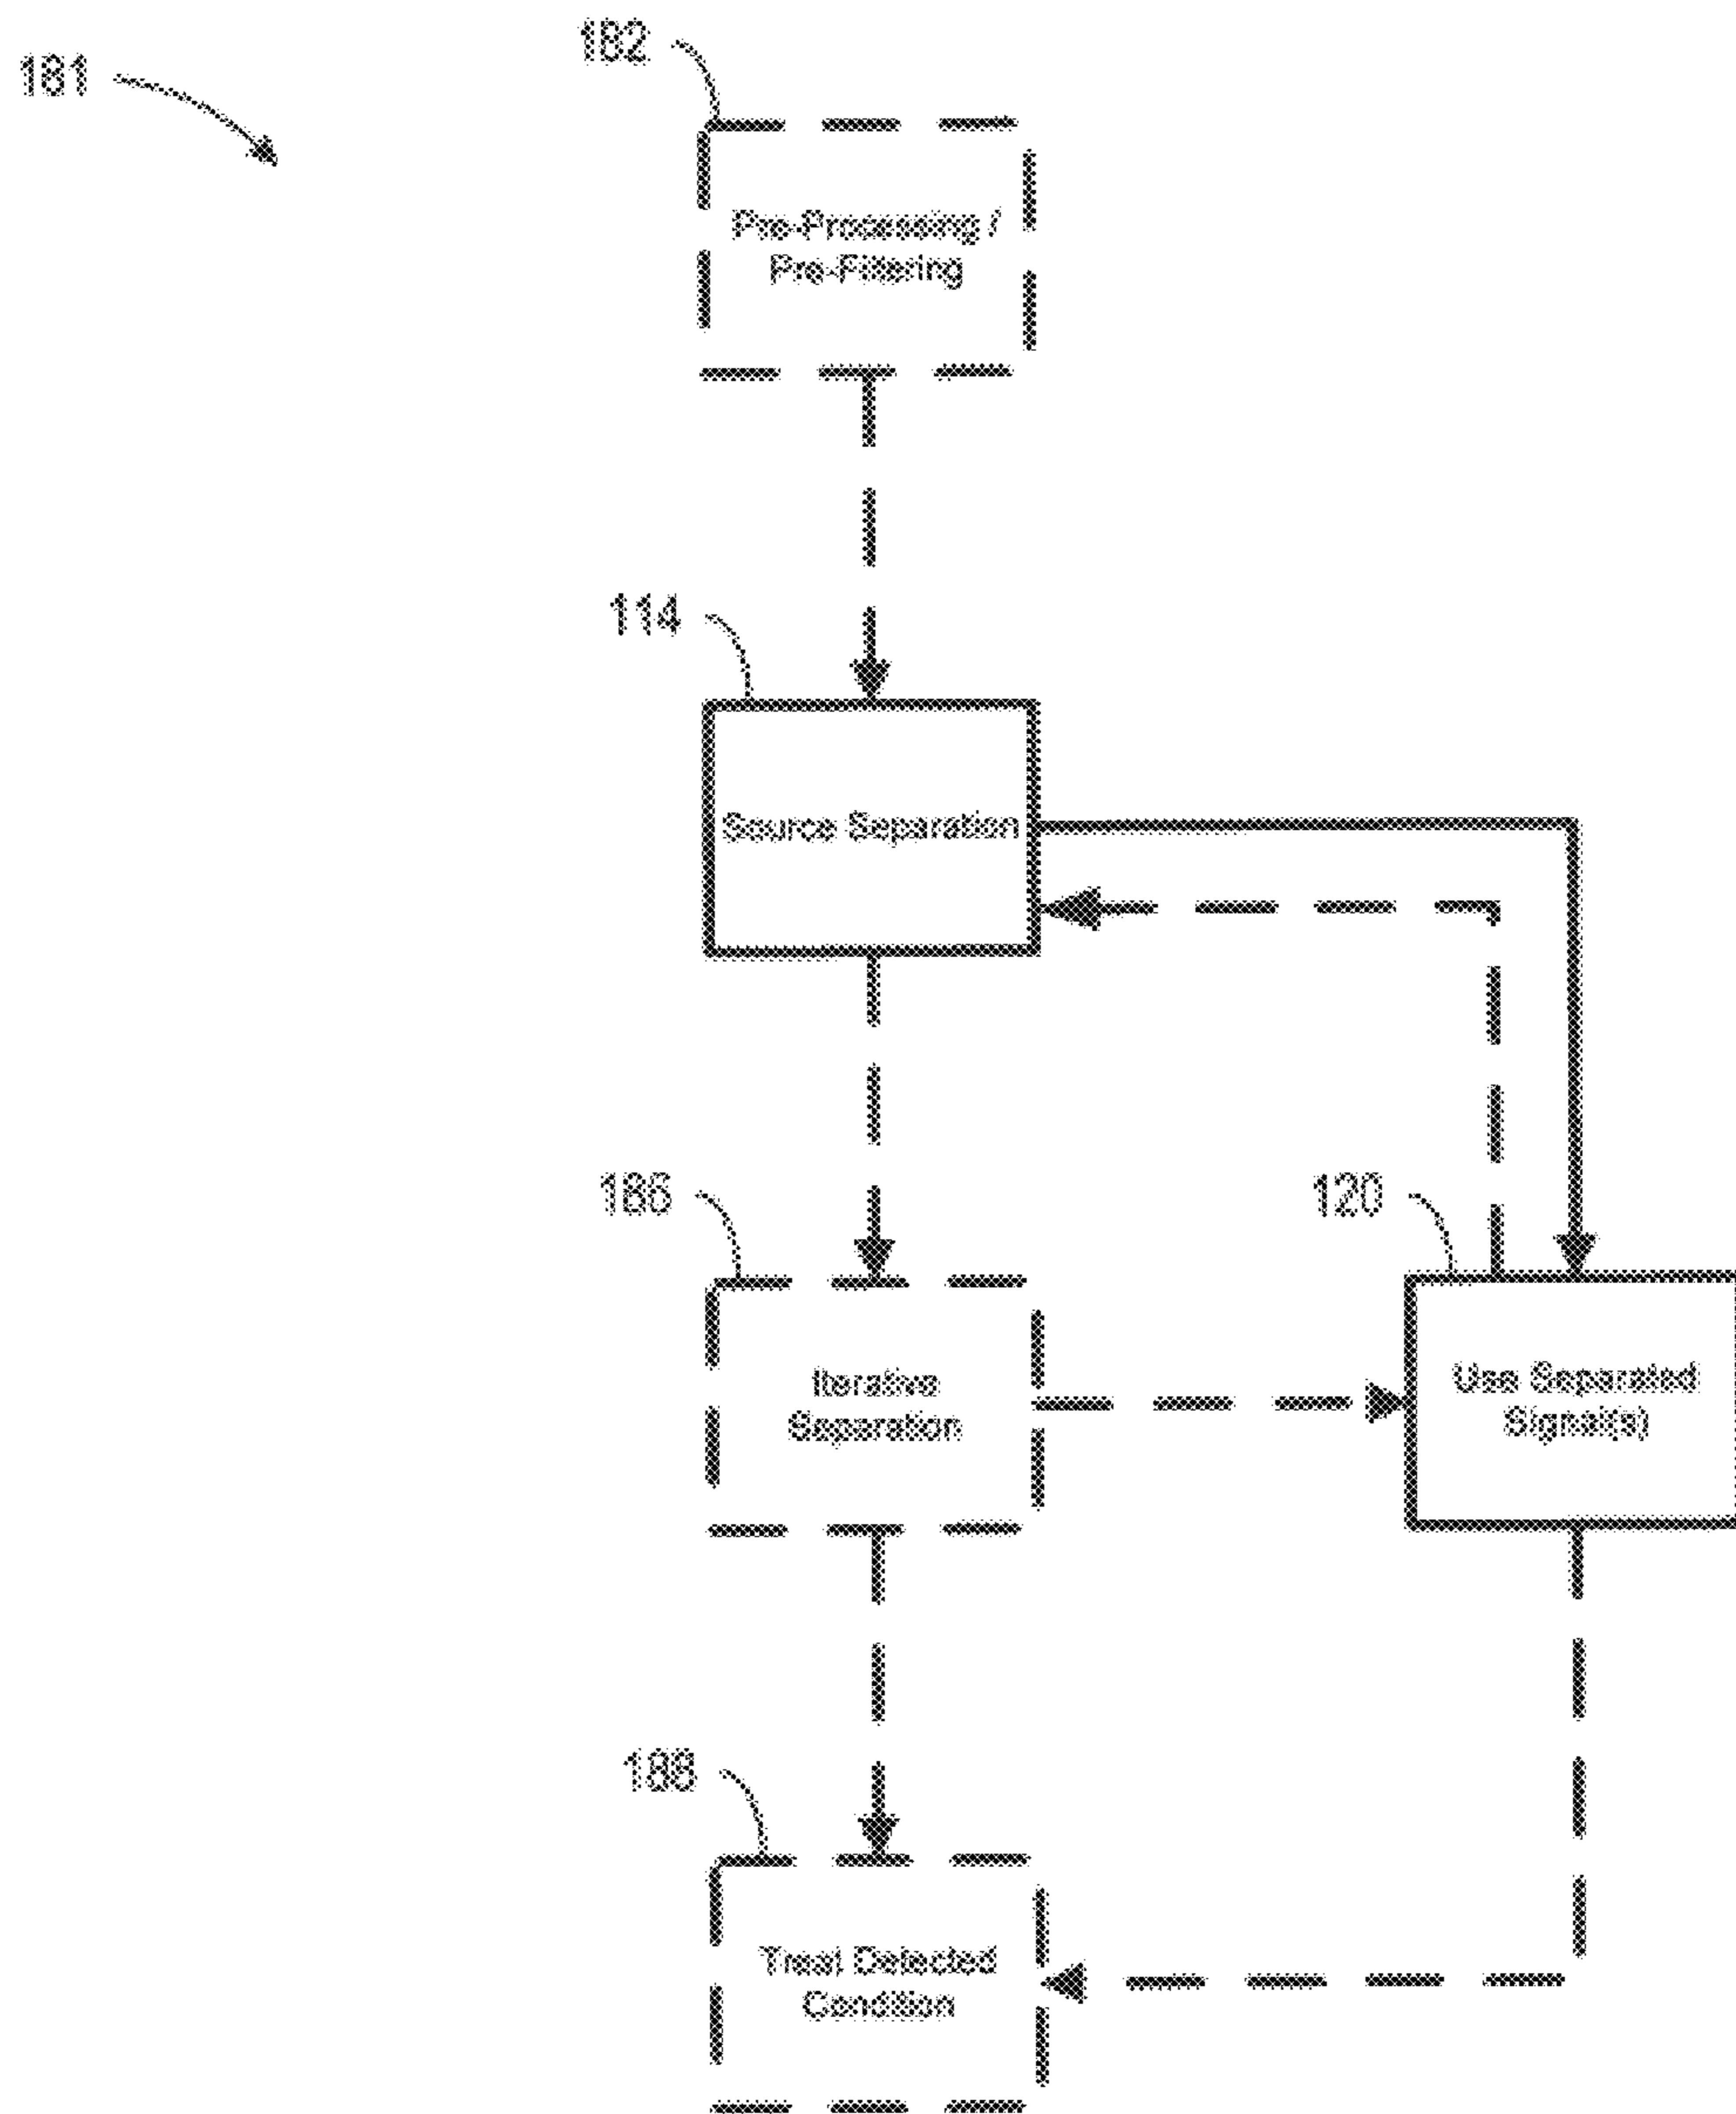 181
182
Pre-Processing /
Pre-Filtering
114
Source Separation
186
120
Iterative
Separation
Use Separated
Signal(s)
188
Treat Detected
Condition